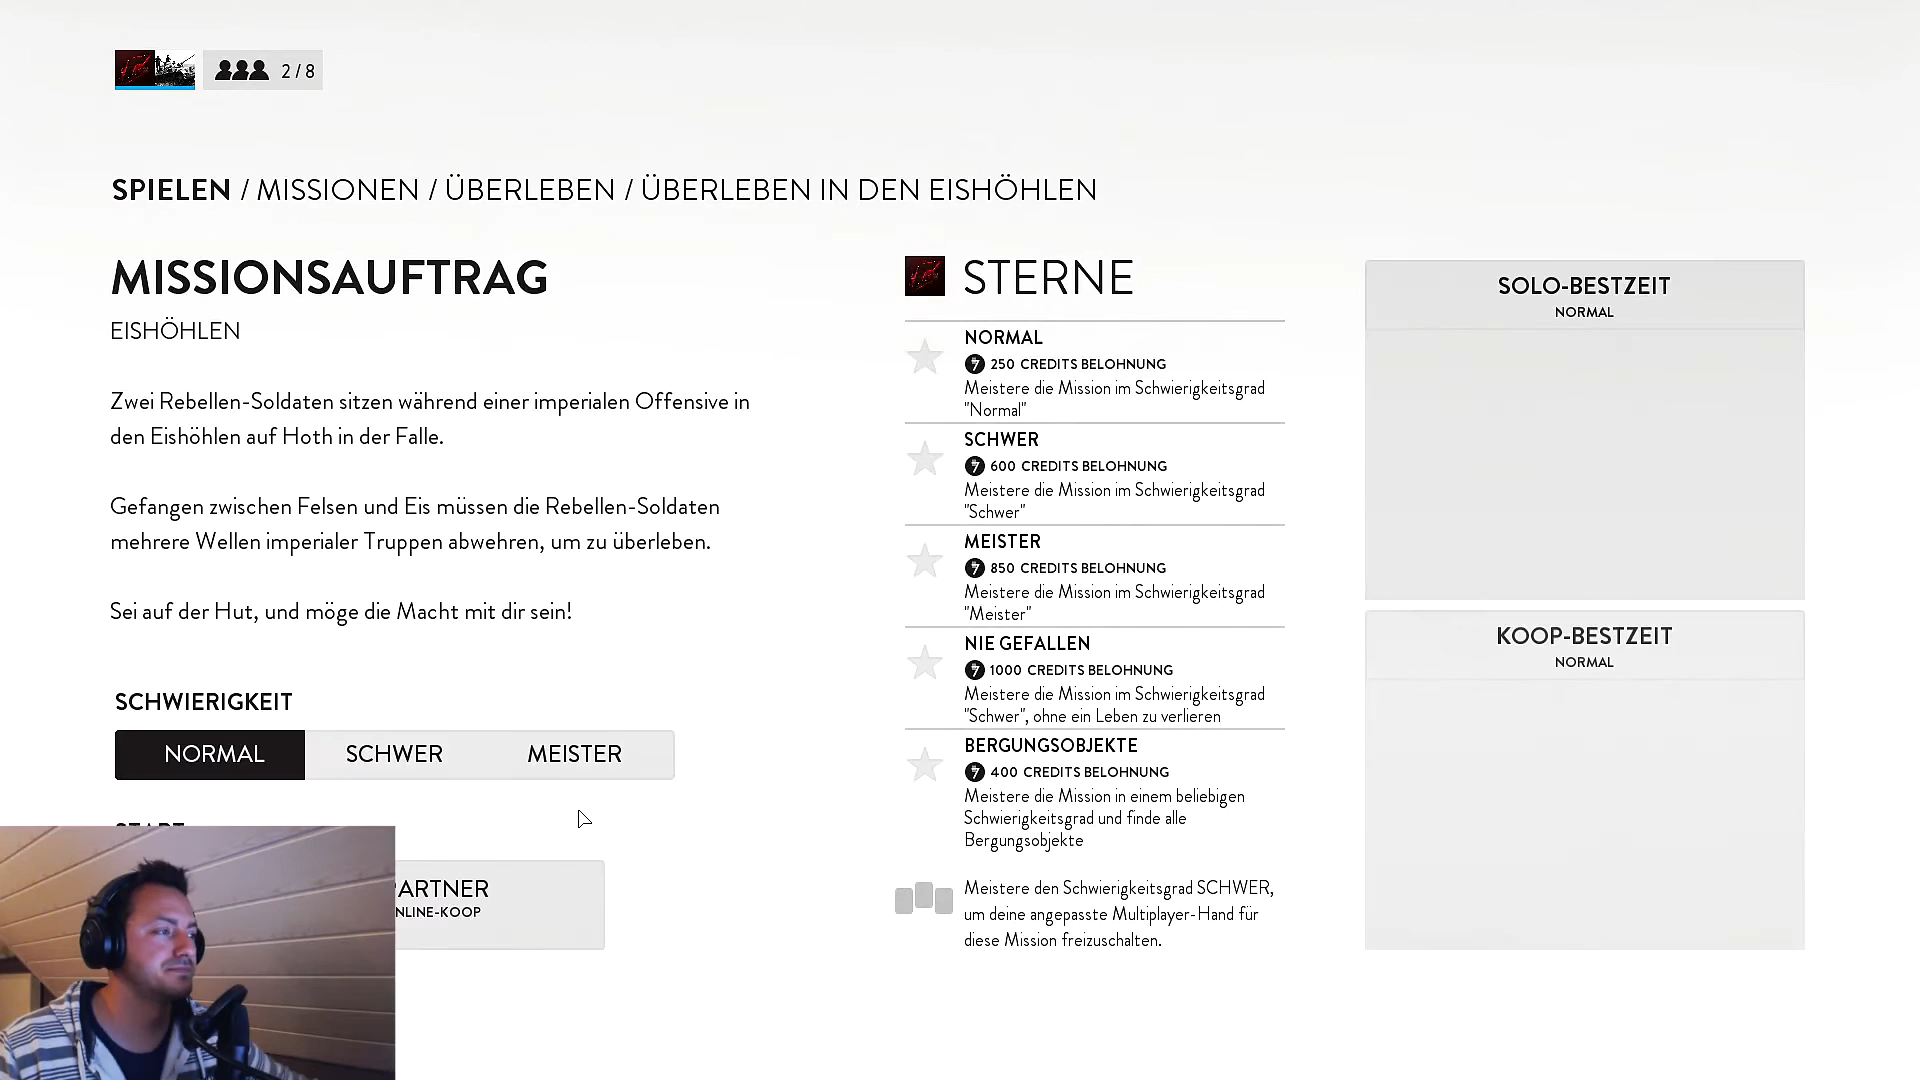 2 / 8
SPIELEN / MISSIONEN / ÜBERLEBEN / ÜBERLEBEN IN DEN EISHÖHLEN
MISSIONSAUFTRAG
EISHÖHLEN
Zwei Rebellen-Soldaten sitzen während einer imperialen Offensive in
den Eishöhlen auf Hoth in der Falle.
Gefangen zwischen Felsen und Eis müssen die Rebellen-Soldaten
mehrere Wellen imperialer Truppen abwehren, um zu überleben.
Sei auf der Hut, und möge die Macht mit dir sein!
SCHWIERIGKEIT
NORMAL SCHWER MEISTER
START
PARTNER
NLINE-KOOP
STERNE
NORMAL
250 CREDITS BELOHNUNG
Meistere die Mission im Schwierigkeitsgrad
"Normal"
SCHWER
600 CREDITS BELOHNUNG
Meistere die Mission im Schwierigkeitsgrad
"Schwer"
MEISTER
850 CREDITS BELOHNUNG
Meistere die Mission im Schwierigkeitsgrad
"Meister"
NIE GEFALLEN
1000 CREDITS BELOHNUNG
Meistere die Mission im Schwierigkeitsgrad
"Schwer", ohne ein Leben zu verlieren
BERGUNGSOBJEKTE
400 CREDITS BELOHNUNG
Meistere die Mission in einem beliebigen
Schwierigkeitsgrad und finde alle
Bergungsobjekte
Meistere den Schwierigkeitsgrad SCHWER,
um deine angepasste Multiplayer-Hand für
diese Mission freizuschalten.
SOLO-BESTZEIT
NORMAL
KOOP-BESTZEIT
NORMAL